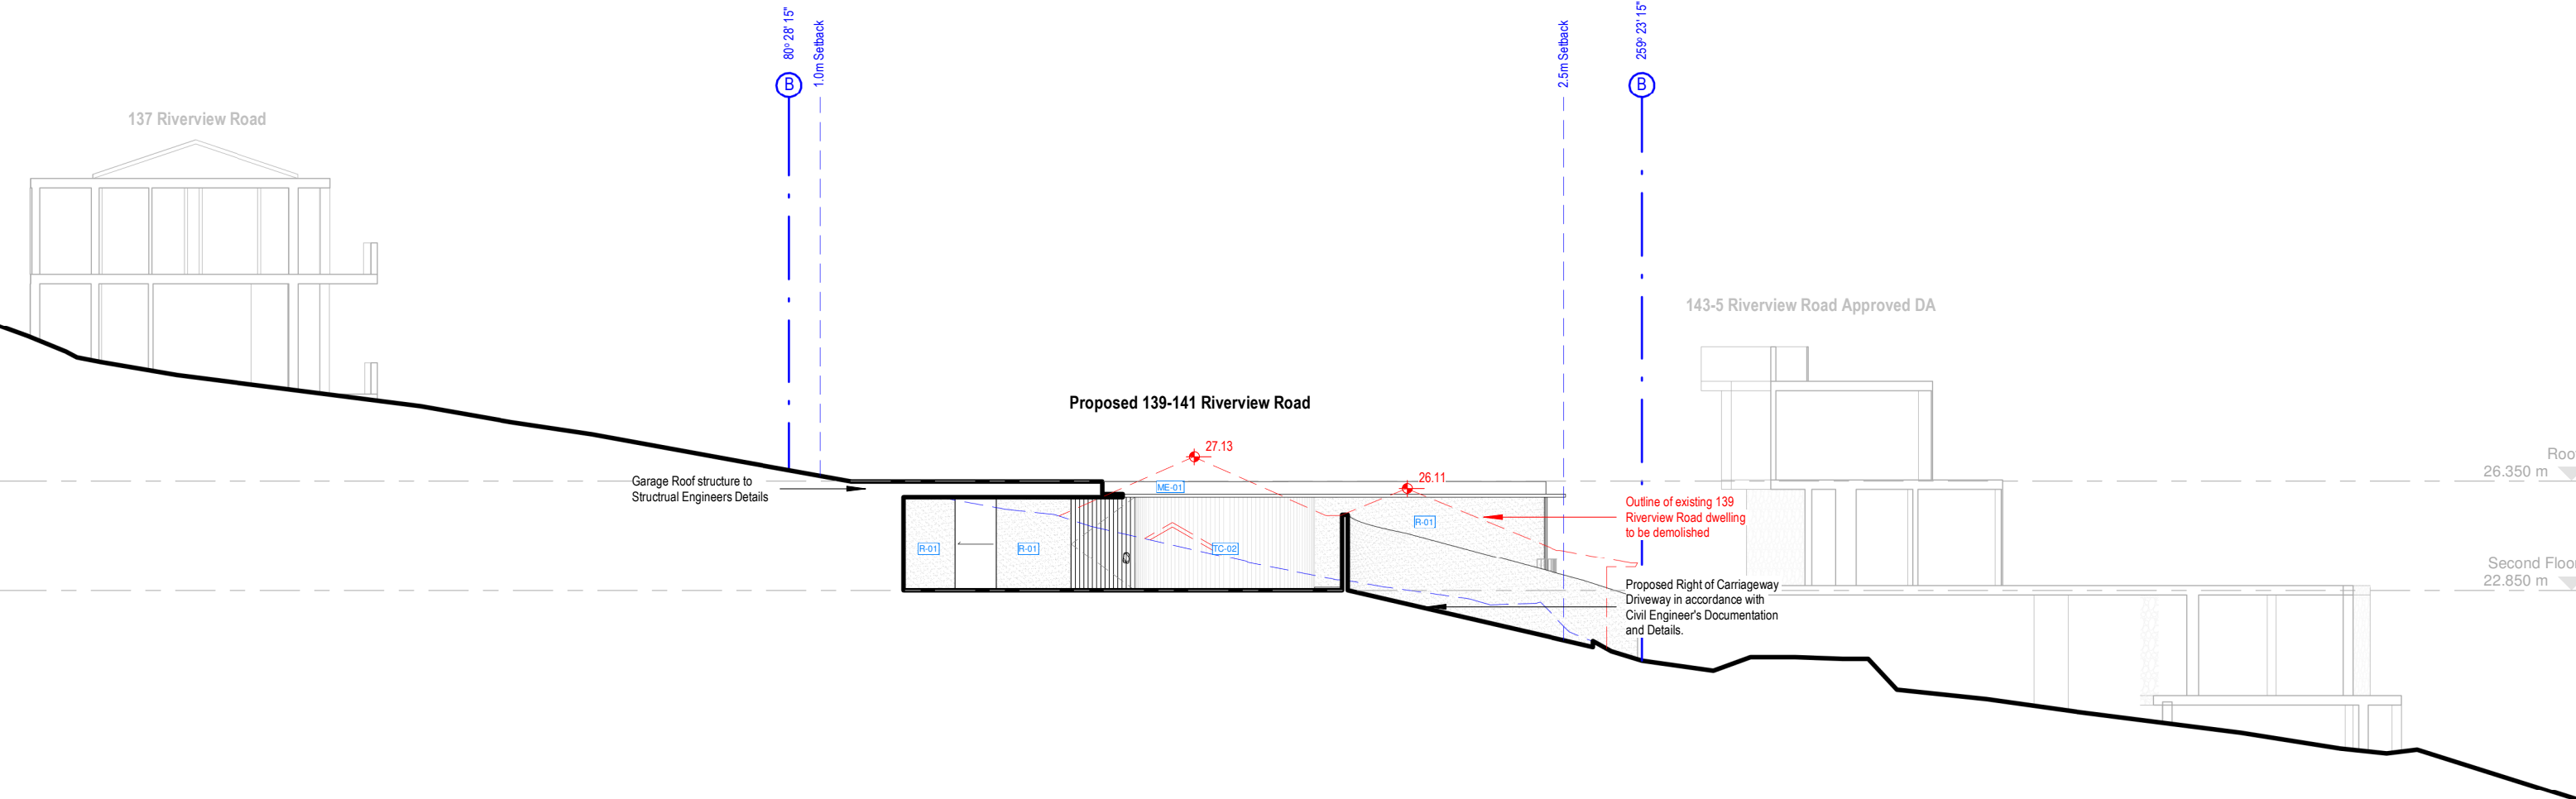 80° 28' 15"
1.0m Setback
2.5m Setback
259° 23' 15"
B
B
137 Riverview Road
143-5 Riverview Road Approved DA
Proposed 139-141 Riverview Road
27.13
26.11
Garage Roof structure to
Structrual Engineers Details
ME-01
R-01
R-01
TC-02
R-01
Outline of existing 139
Riverview Road dwelling
to be demolished
Proposed Right of Carriageway
Driveway in accordance with
Civil Engineer's Documentation
and Details.
Roo
26.350 m
Second Floor
22.850 m